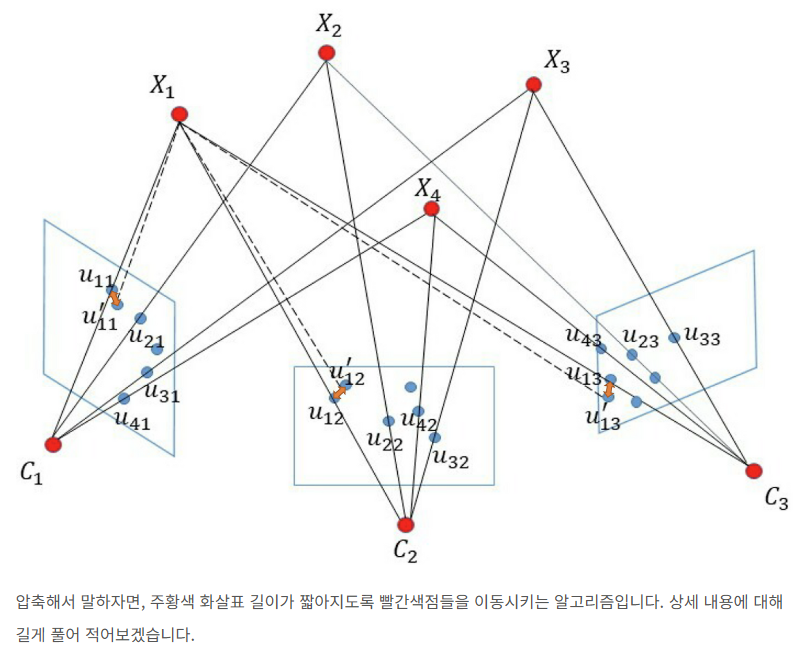 X₂
X₃
X₁
X₄
u₁₁
u'₁₁
u₂₁
u₃₁
u₄₁
C₁
u'₁₂
u₁₂
u₂₂
u₄₂
u₃₂
C₂
u₄₃
u₂₃
u₃₃
u₁₃
u'₁₃
C₃
압축해서 말하자면, 주황색 화살표 길이가 짧아지도록 빨간색점들을 이동시키는 알고리즘입니다. 상세 내용에 대해
길게 풀어 적어보겠습니다.